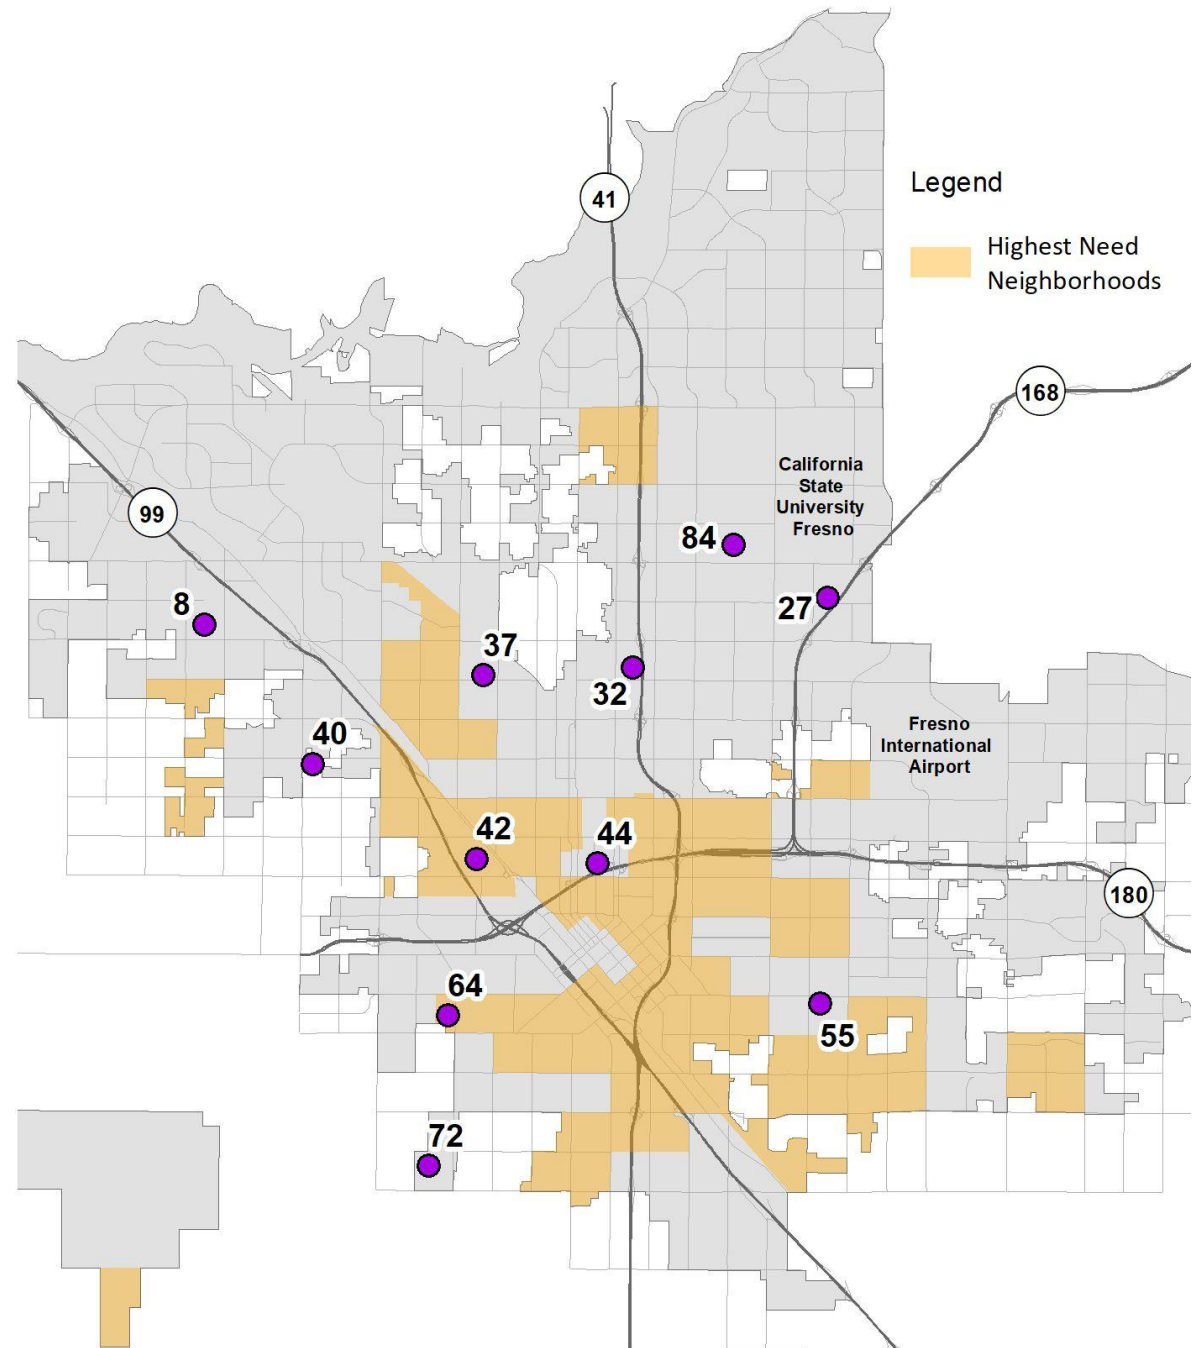 41
Legend
Highest Need
Neighborhoods
168
California
State
University
Fresno
99
84
27
8
37
32
40
Fresno
International
Airport
42
44
180
64
55
72